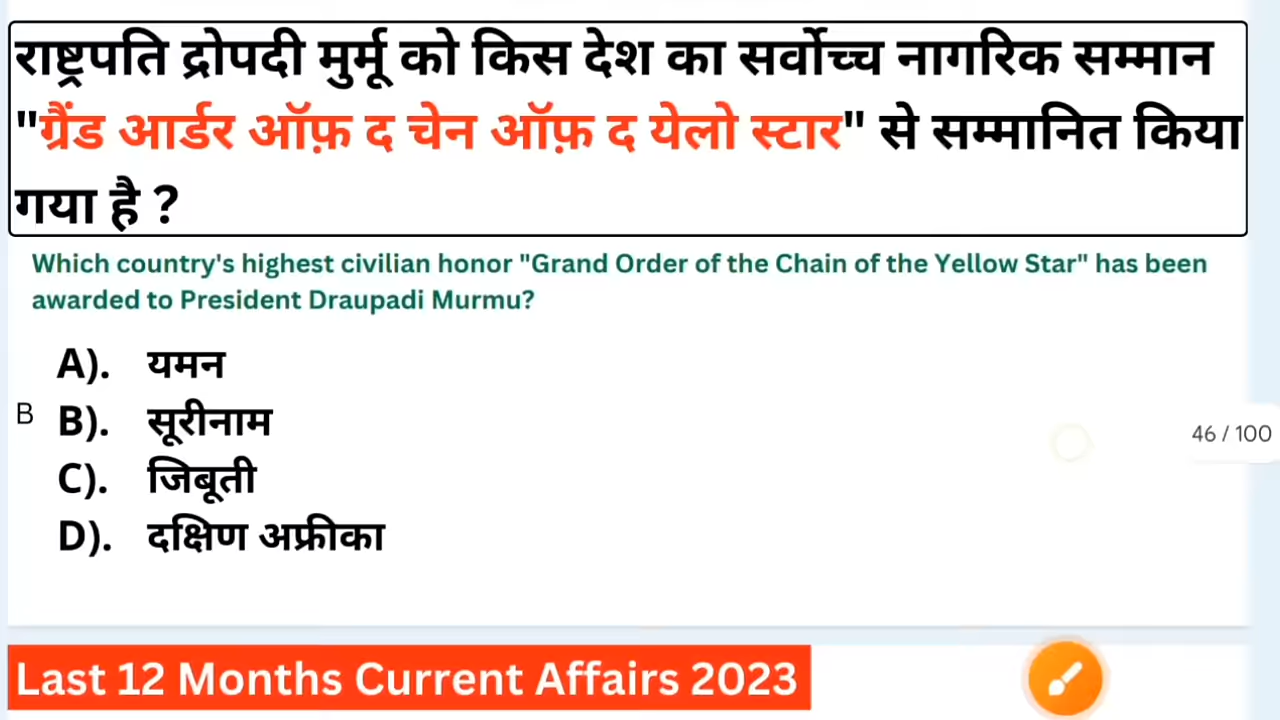 राष्ट्रपति द्रोपदी मुर्मू को किस देश का सर्वोच्च नागरिक सम्मान
"ग्रैंड आर्डर ऑफ़ द चेन ऑफ़ द येलो स्टार" से सम्मानित किया
गया है ?
Which country's highest civilian honor "Grand Order of the Chain of the Yellow Star" has been
awarded to President Draupadi Murmu?
A). यमन
B B). सूरीनाम
C). जिबूती
D). दक्षिण अफ्रीका
46 / 100
Last 12 Months Current Affairs 2023